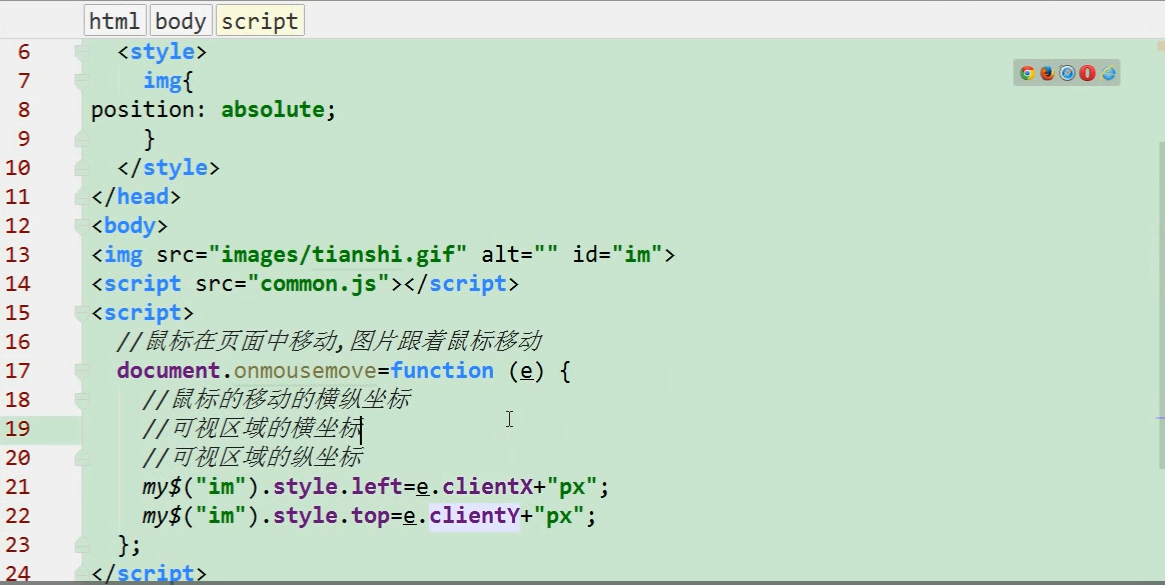 html body script
6 <style>
7 img{
8 position: absolute;
9 }
10 </style>
11 </head>
12 <body>
13 <img src="images/tianshi.gif" alt="" id="im">
14 <script src="common.js"></script>
15 <script>
16 //鼠标在页面中移动,图片跟着鼠标移动
17 document.onmousemove=function (e) {
18 //鼠标的移动的横纵坐标
19 //可视区域的横坐标
20 //可视区域的纵坐标
21 my$("im").style.left=e.clientX+"px";
22 my$("im").style.top=e.clientY+"px";
23 };
24 </script>